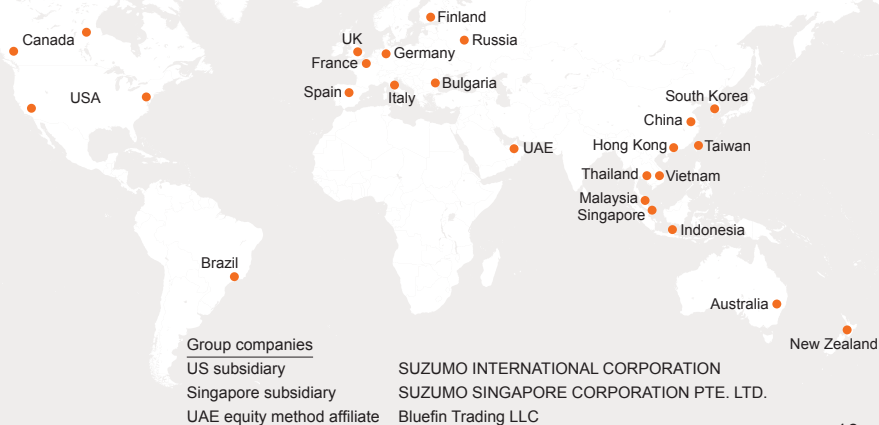 Finland
Canada
UK
Russia
Germany
France
USA
Spain
Italy
Bulgaria
South Korea
China
Hong Kong
Taiwan
UAE
Thailand
Vietnam
Malaysia
Singapore
Indonesia
Brazil
Australia
New Zealand
Group companies
US subsidiary SUZUMO INTERNATIONAL CORPORATION
Singapore subsidiary SUZUMO SINGAPORE CORPORATION PTE. LTD.
UAE equity method affiliate Bluefin Trading LLC